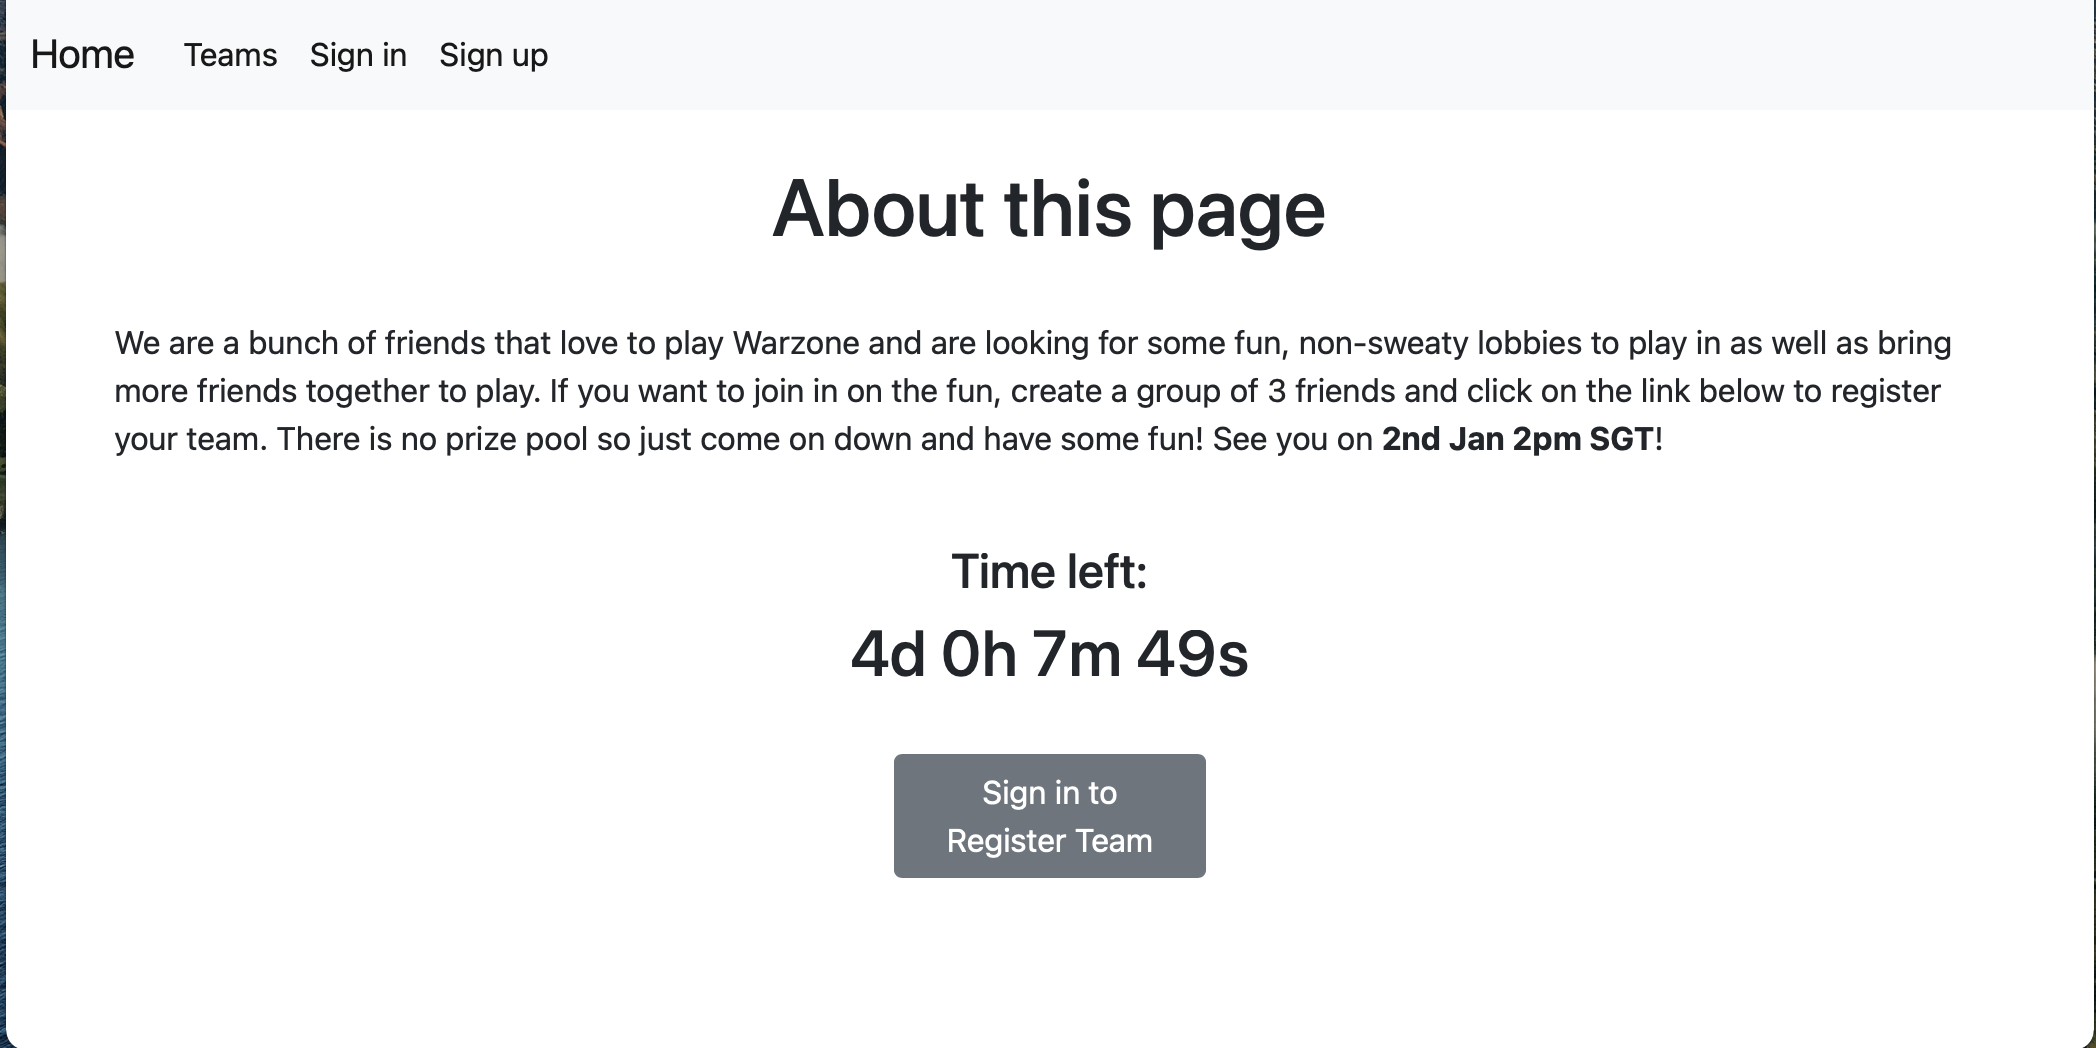 Home Teams Sign in Sign up
About this page
We are a bunch of friends that love to play Warzone and are looking for some fun, non-sweaty lobbies to play in as well as bring
more friends together to play. If you want to join in on the fun, create a group of 3 friends and click on the link below to register
your team. There is no prize pool so just come on down and have some fun! See you on 2nd Jan 2pm SGT!
Time left:
4d 0h 7m 49s
Sign in to
Register Team